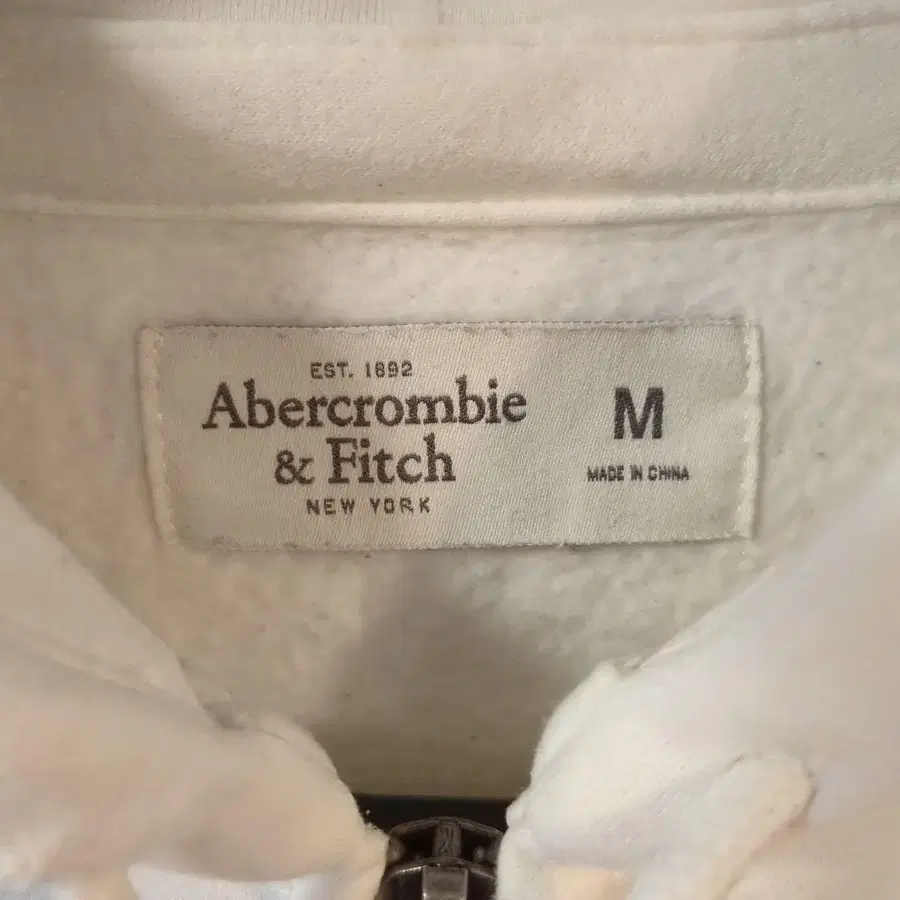 EST. 1892
Abercrombie
& Fitch
NEW YORK
M
MADE IN CHINA